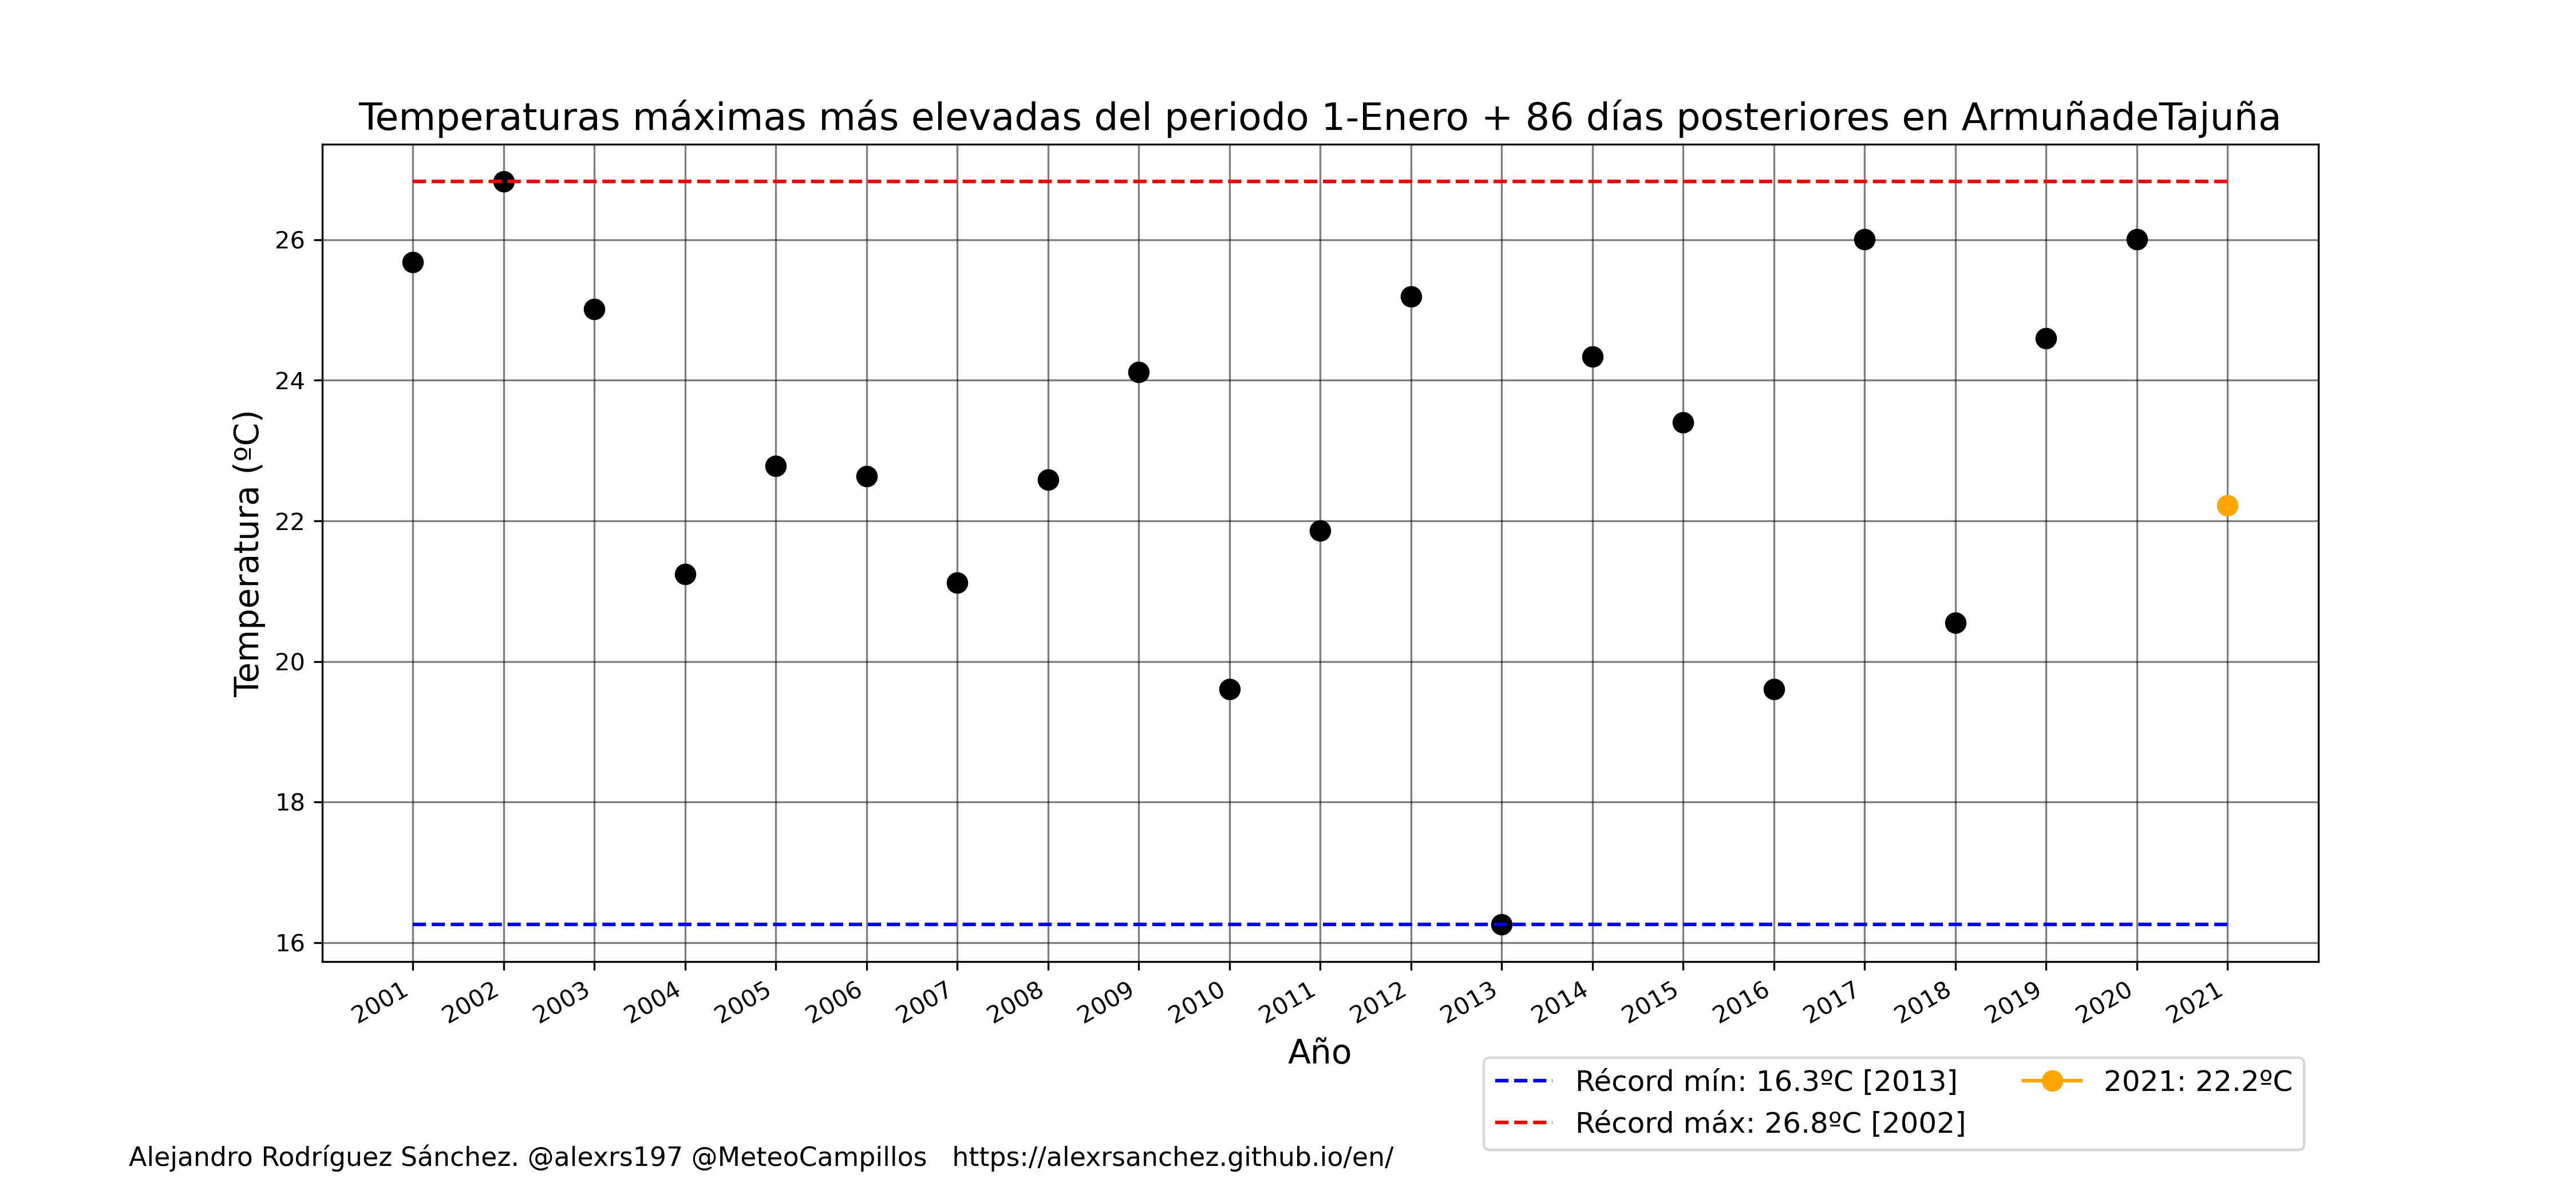 Temperaturas máximas más elevadas del periodo 1-Enero + 86 días posteriores en ArmuñadeTajuña
Temperatura (ºC)
26
24
22
20
18
16
2001 2002 2003 2004 2005 2006 2007 2008 2009 2010 2011 2012 2013 2014 2015 2016 2017 2018 2019 2020 2021
Año
Récord mín: 16.3ºC [2013]
Récord máx: 26.8ºC [2002]
2021: 22.2ºC
Alejandro Rodríguez Sánchez. @alexrs197 @MeteoCampillos https://alexrsanchez.github.io/en/